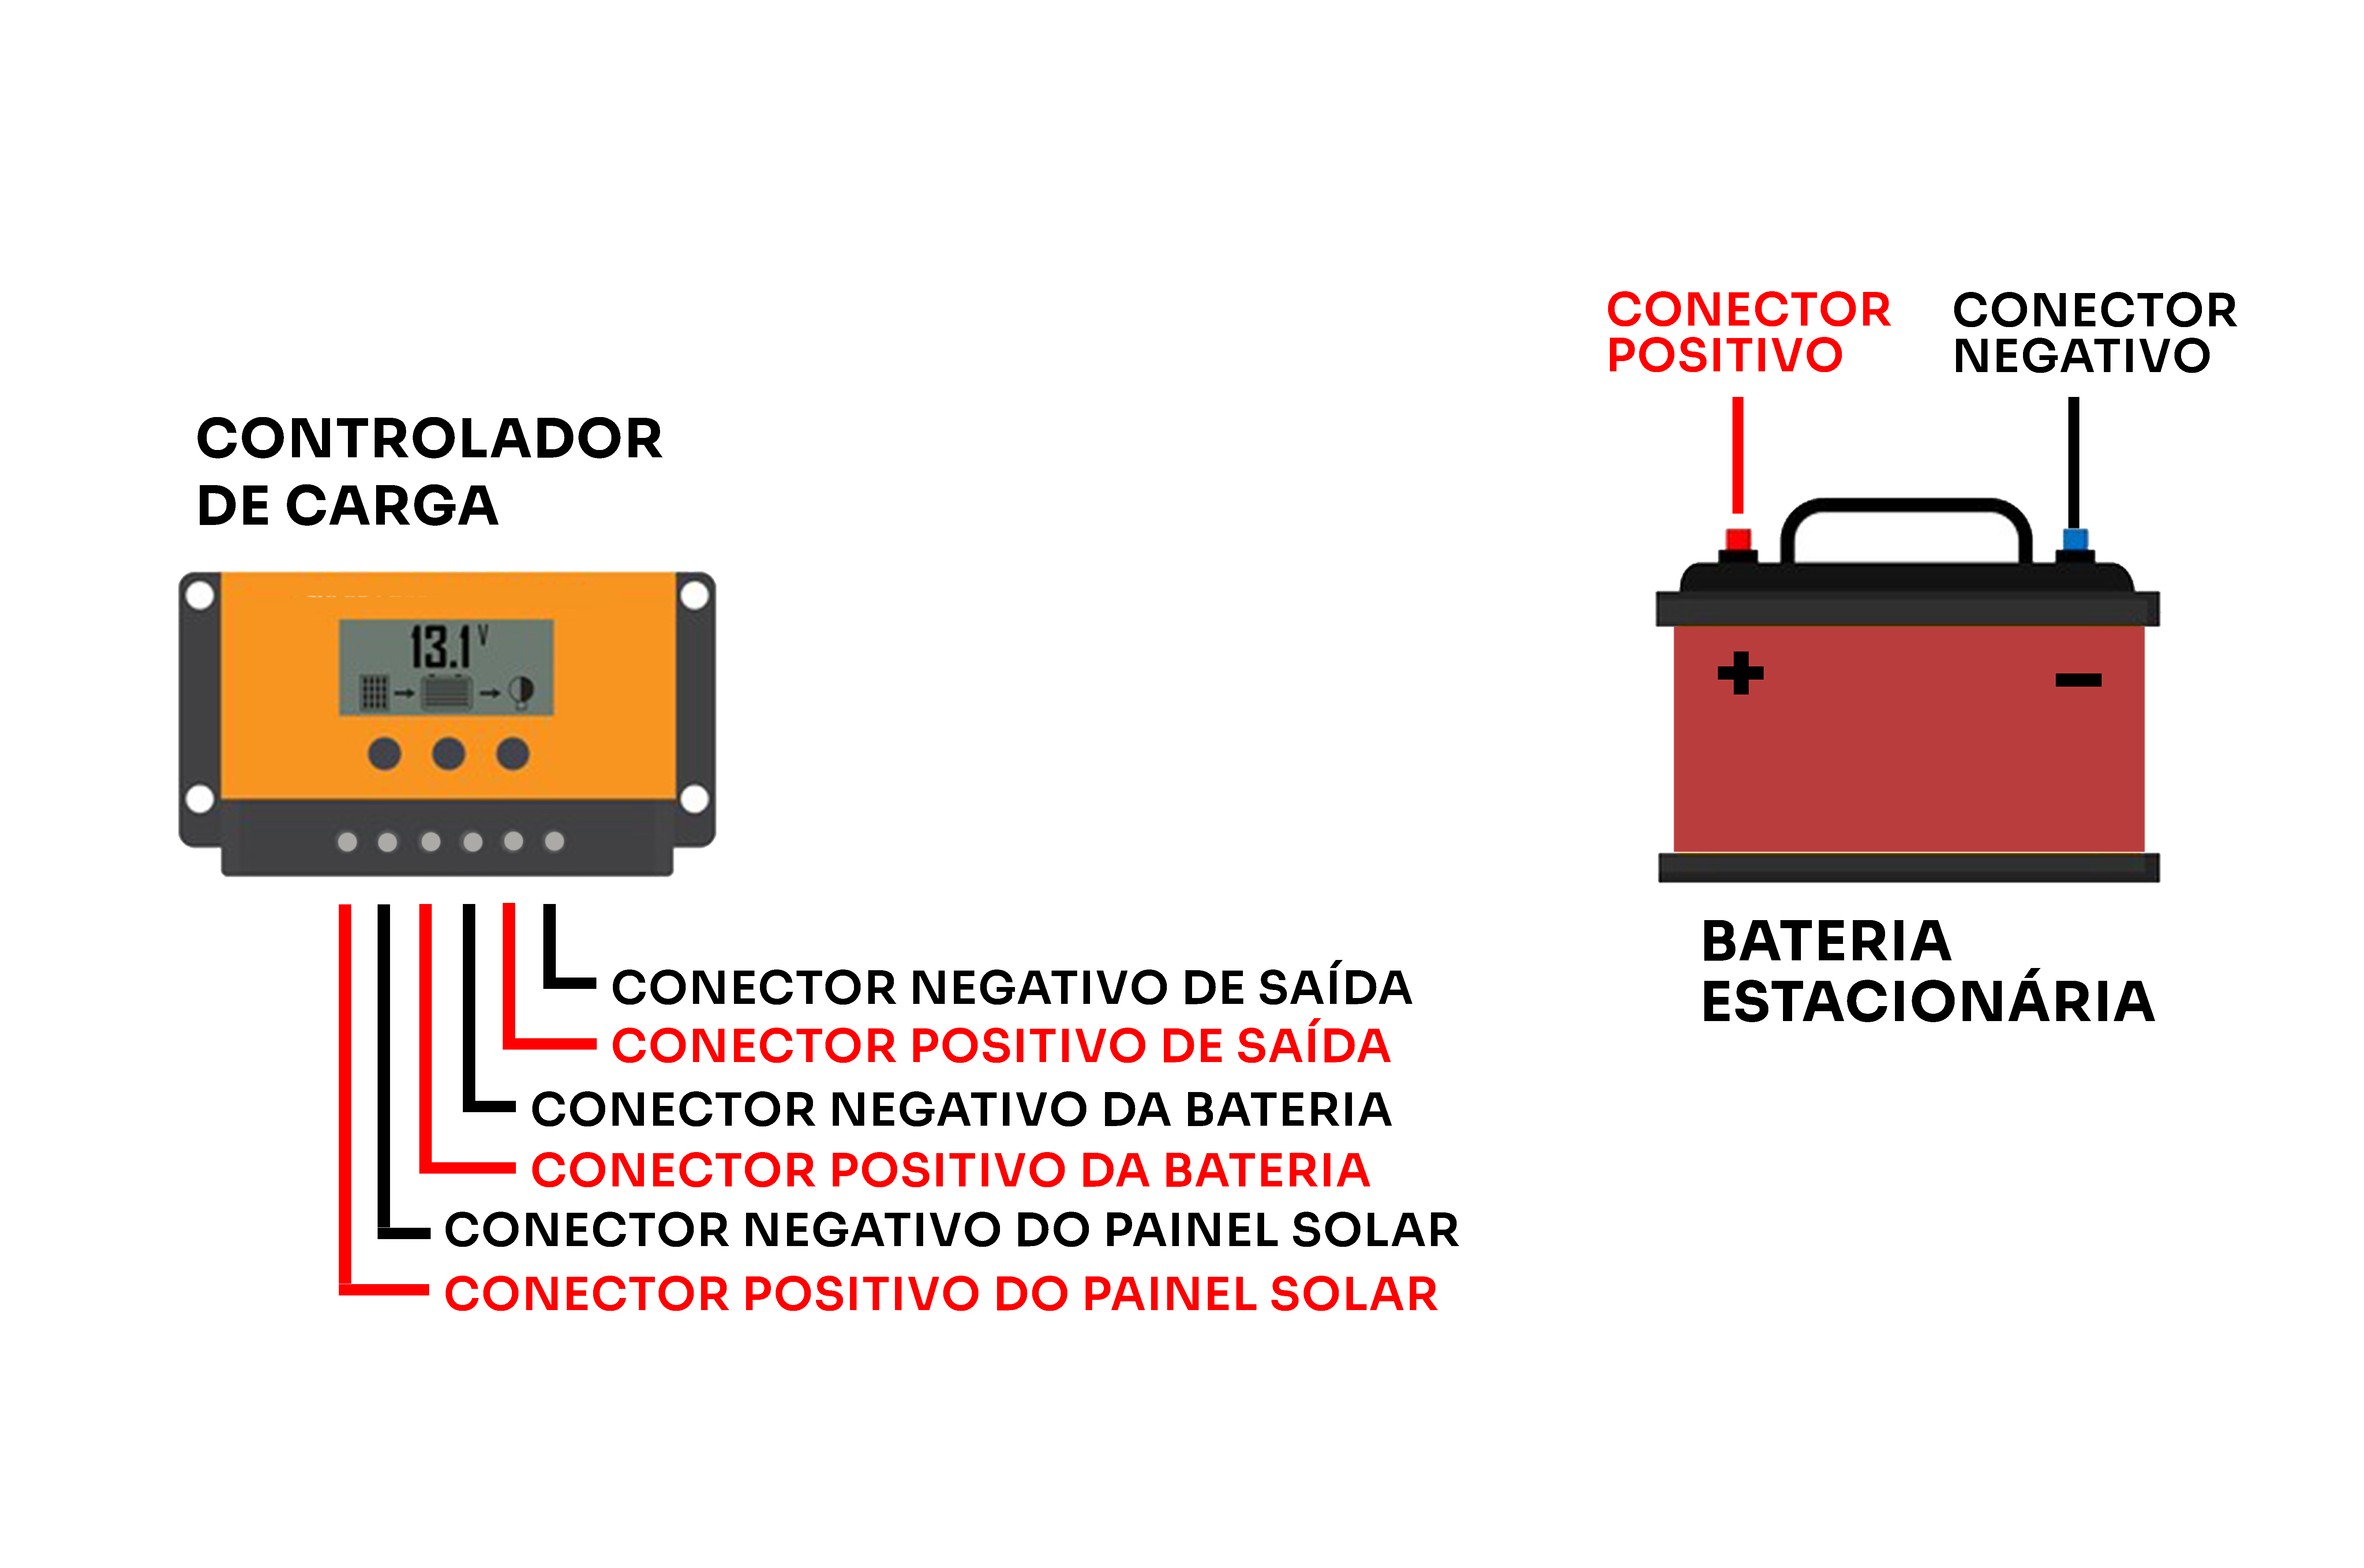 CONECTOR
POSITIVO
CONECTOR
NEGATIVO
CONTROLADOR
DE CARGA
13.1 V
+
−
BATERIA
ESTACIONÁRIA
CONECTOR NEGATIVO DE SAÍDA
CONECTOR POSITIVO DE SAÍDA
CONECTOR NEGATIVO DA BATERIA
CONECTOR POSITIVO DA BATERIA
CONECTOR NEGATIVO DO PAINEL SOLAR
CONECTOR POSITIVO DO PAINEL SOLAR